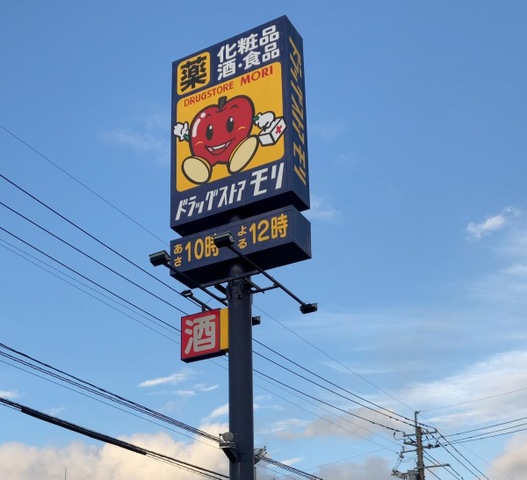 薬
化粧品
酒・食品
DRUGSTORE MORI
ドラッグストア モリ
ドラッグストア モリ
あさ 10時 よる 12時
酒